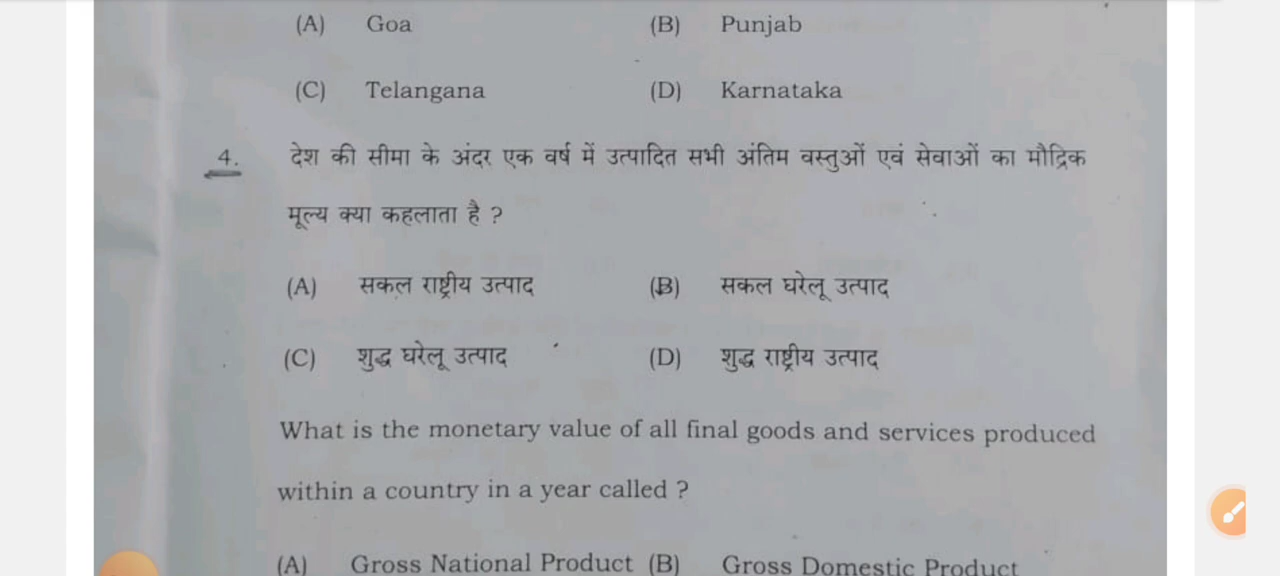 (A) Goa (B) Punjab
(C) Telangana (D) Karnataka
4. देश की सीमा के अंदर एक वर्ष में उत्पादित सभी अंतिम वस्तुओं एवं सेवाओं का मौद्रिक
मूल्य क्या कहलाता है ?
(A) सकल राष्ट्रीय उत्पाद (B) सकल घरेलू उत्पाद
(C) शुद्ध घरेलू उत्पाद (D) शुद्ध राष्ट्रीय उत्पाद
What is the monetary value of all final goods and services produced
within a country in a year called ?
(A) Gross National Product (B) Gross Domestic Product